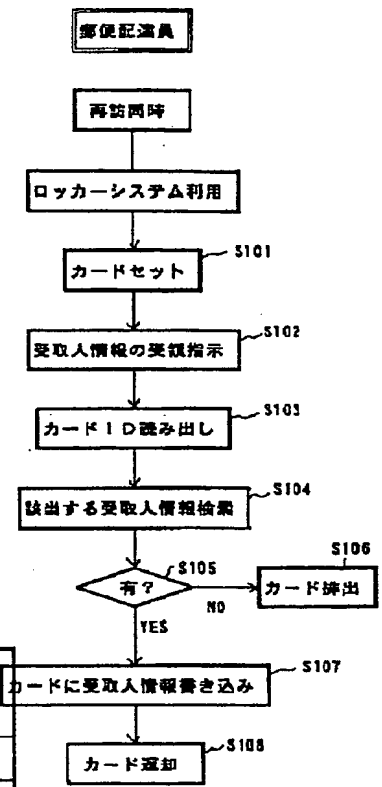 郵便配達員
再訪問時
ロッカーシステム利用
S101
カードセット
S102
受取人情報の受領指示
S103
カードID読み出し
S104
該当する受取人情報検索
S105
有?
S106
カード排出
NO
YES
S107
カードに受取人情報書き込み
S108
カード返却